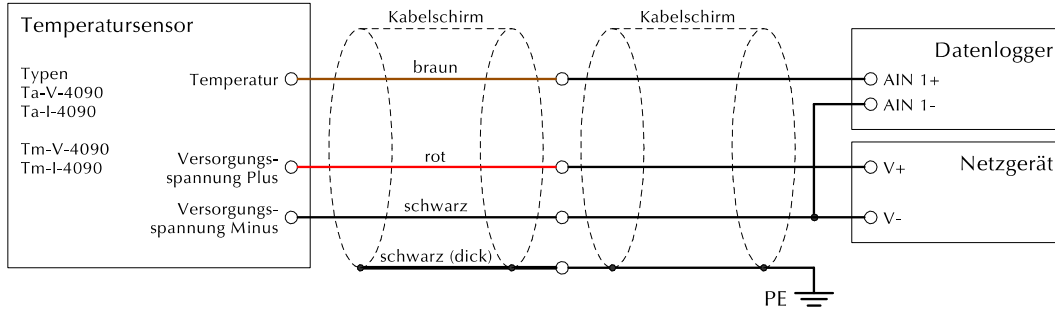 Temperatursensor
Typen
Ta-V-4090
Ta-I-4090
Tm-V-4090
Tm-I-4090
Temperatur
Versorgungs-
spannung Plus
Versorgungs-
spannung Minus
Kabelschirm
braun
rot
schwarz
schwarz (dick)
Kabelschirm
PE
Datenlogger
AIN 1+
AIN 1-
Netzgerät
V+
V-